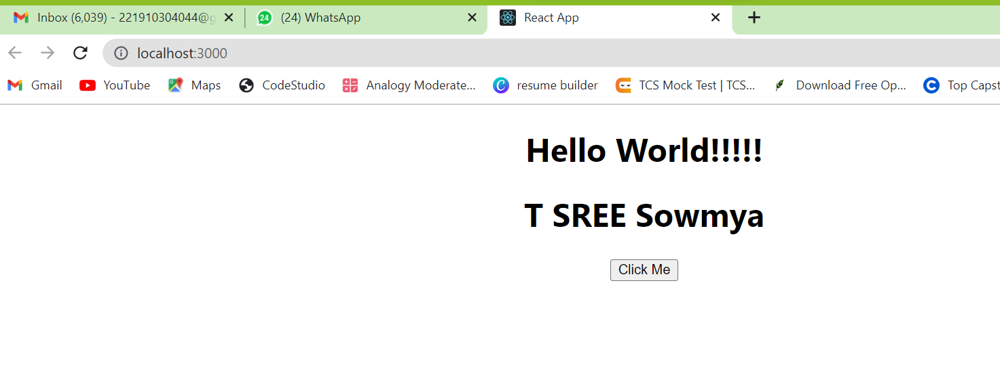 Inbox (6,039) - 221910304044@g
24 (24) WhatsApp
React App
localhost:3000
Gmail YouTube Maps CodeStudio Analogy Moderate... resume builder TCS Mock Test | TCS... Download Free Op... Top Capst
Hello World!!!!!
T SREE Sowmya
Click Me